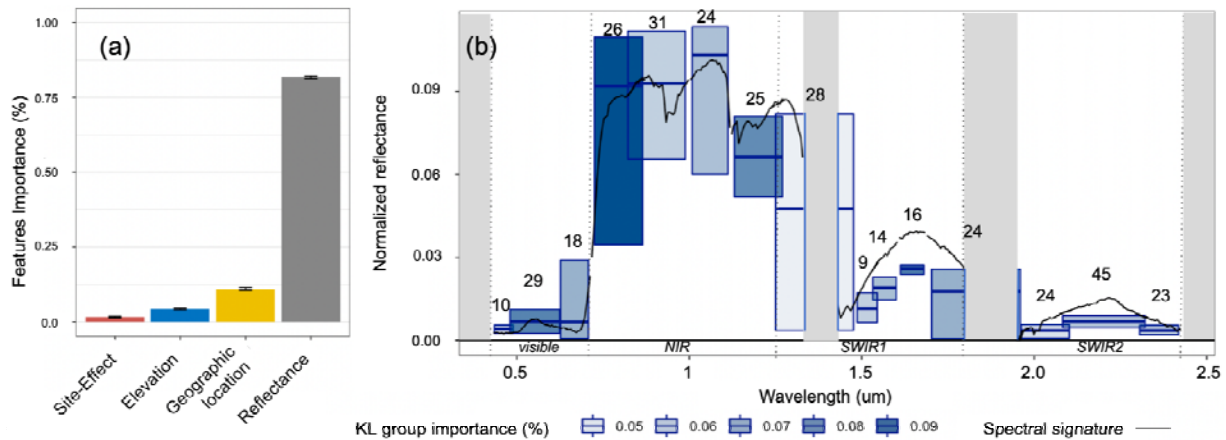 (a)
Features Importance (%)
1.00
0.75
0.50
0.25
0.0
Site-Effect
Elevation
Geographic
location
Reflectance
(b)
Normalized reflectance
0.09
0.06
0.03
0.00
10
29
18
26
31
24
25
28
9
14
16
24
24
45
23
visible
NIR
SWIR1
SWIR2
0.5
1
1.5
2.0
2.5
Wavelength (um)
KL group importance (%)
0.05
0.06
0.07
0.08
0.09
Spectral signature